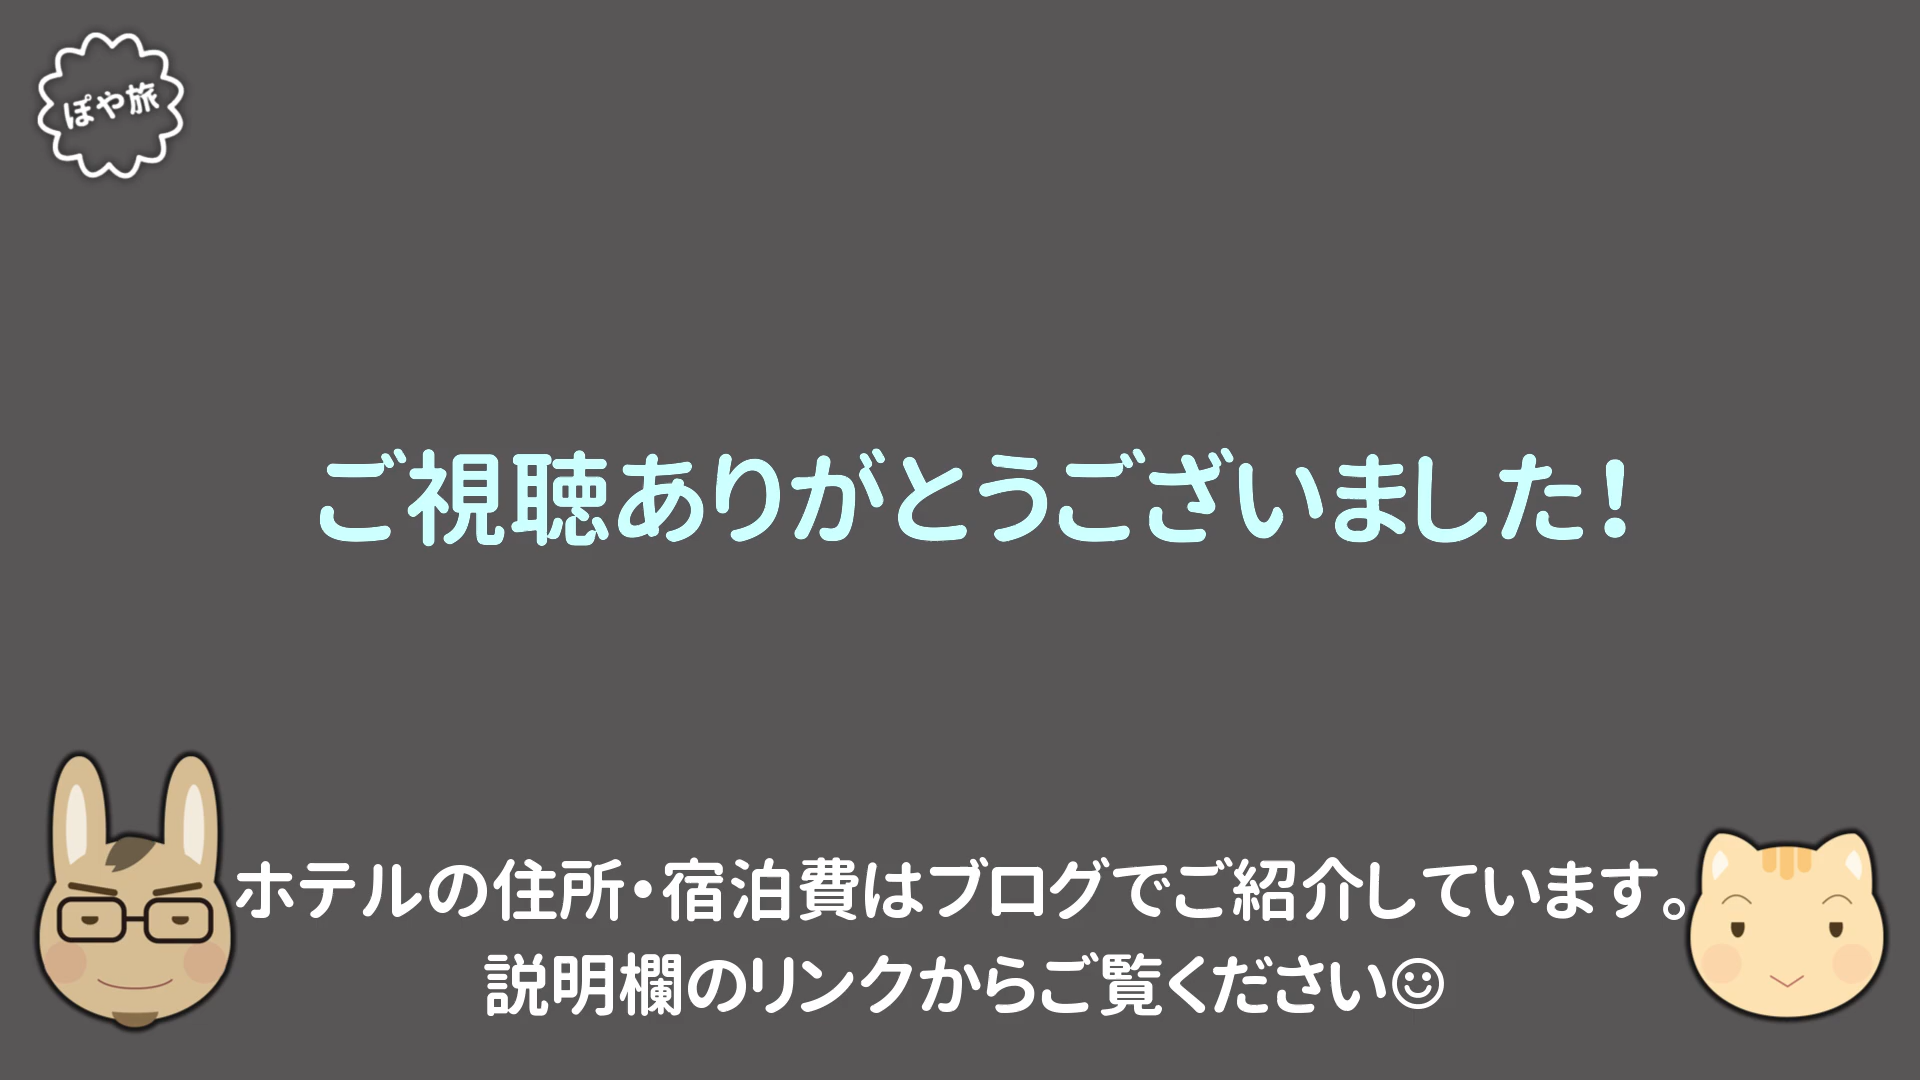 ぽや旅
ご視聴ありがとうございました!
ホテルの住所・宿泊費はブログでご紹介しています。
説明欄のリンクからご覧ください☺